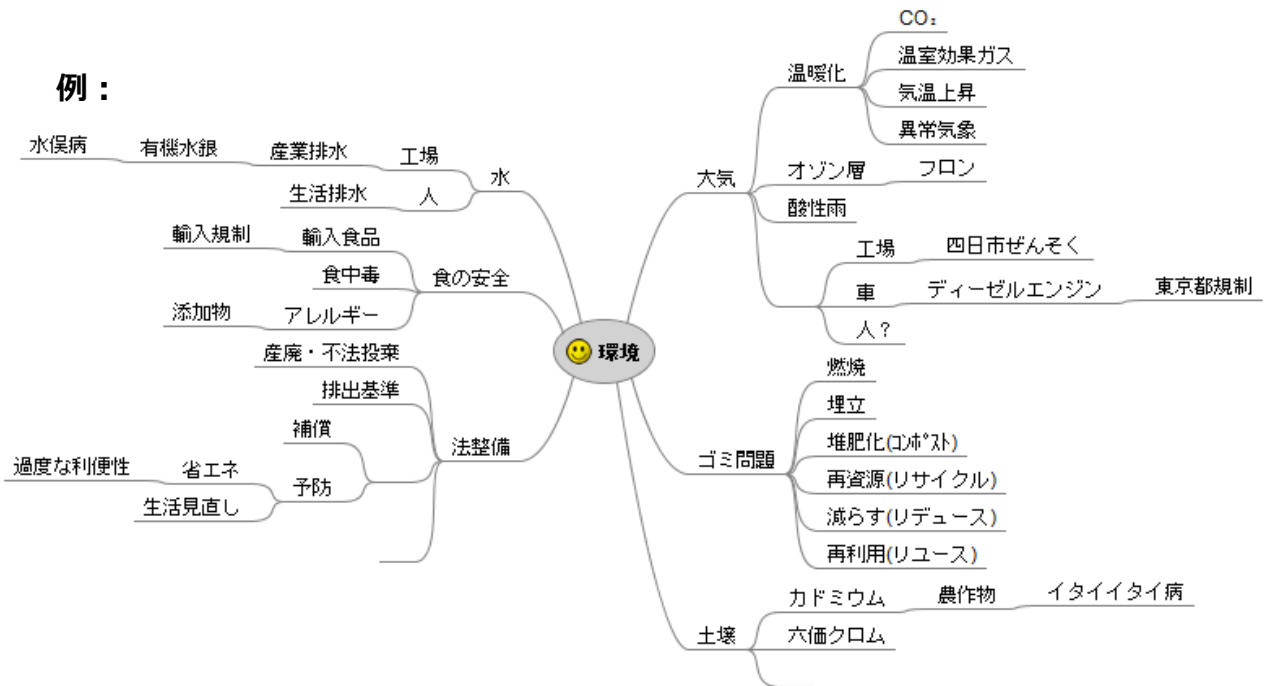 例：
環境
水
工場
産業排水
有機水銀
水俣病
人
生活排水
食の安全
輸入食品
輸入規制
食中毒
アレルギー
添加物
法整備
産廃・不法投棄
排出基準
補償
予防
省エネ
過度な利便性
生活見直し
大気
温暖化
CO₂
温室効果ガス
気温上昇
異常気象
オゾン層
フロン
酸性雨
工場
四日市ぜんそく
車
ディーゼルエンジン
東京都規制
人？
ゴミ問題
燃焼
埋立
堆肥化(ｺﾝﾎﾟｽﾄ)
再資源(リサイクル)
減らす(リデュース)
再利用(リユース)
土壌
カドミウム
農作物
イタイイタイ病
六価クロム